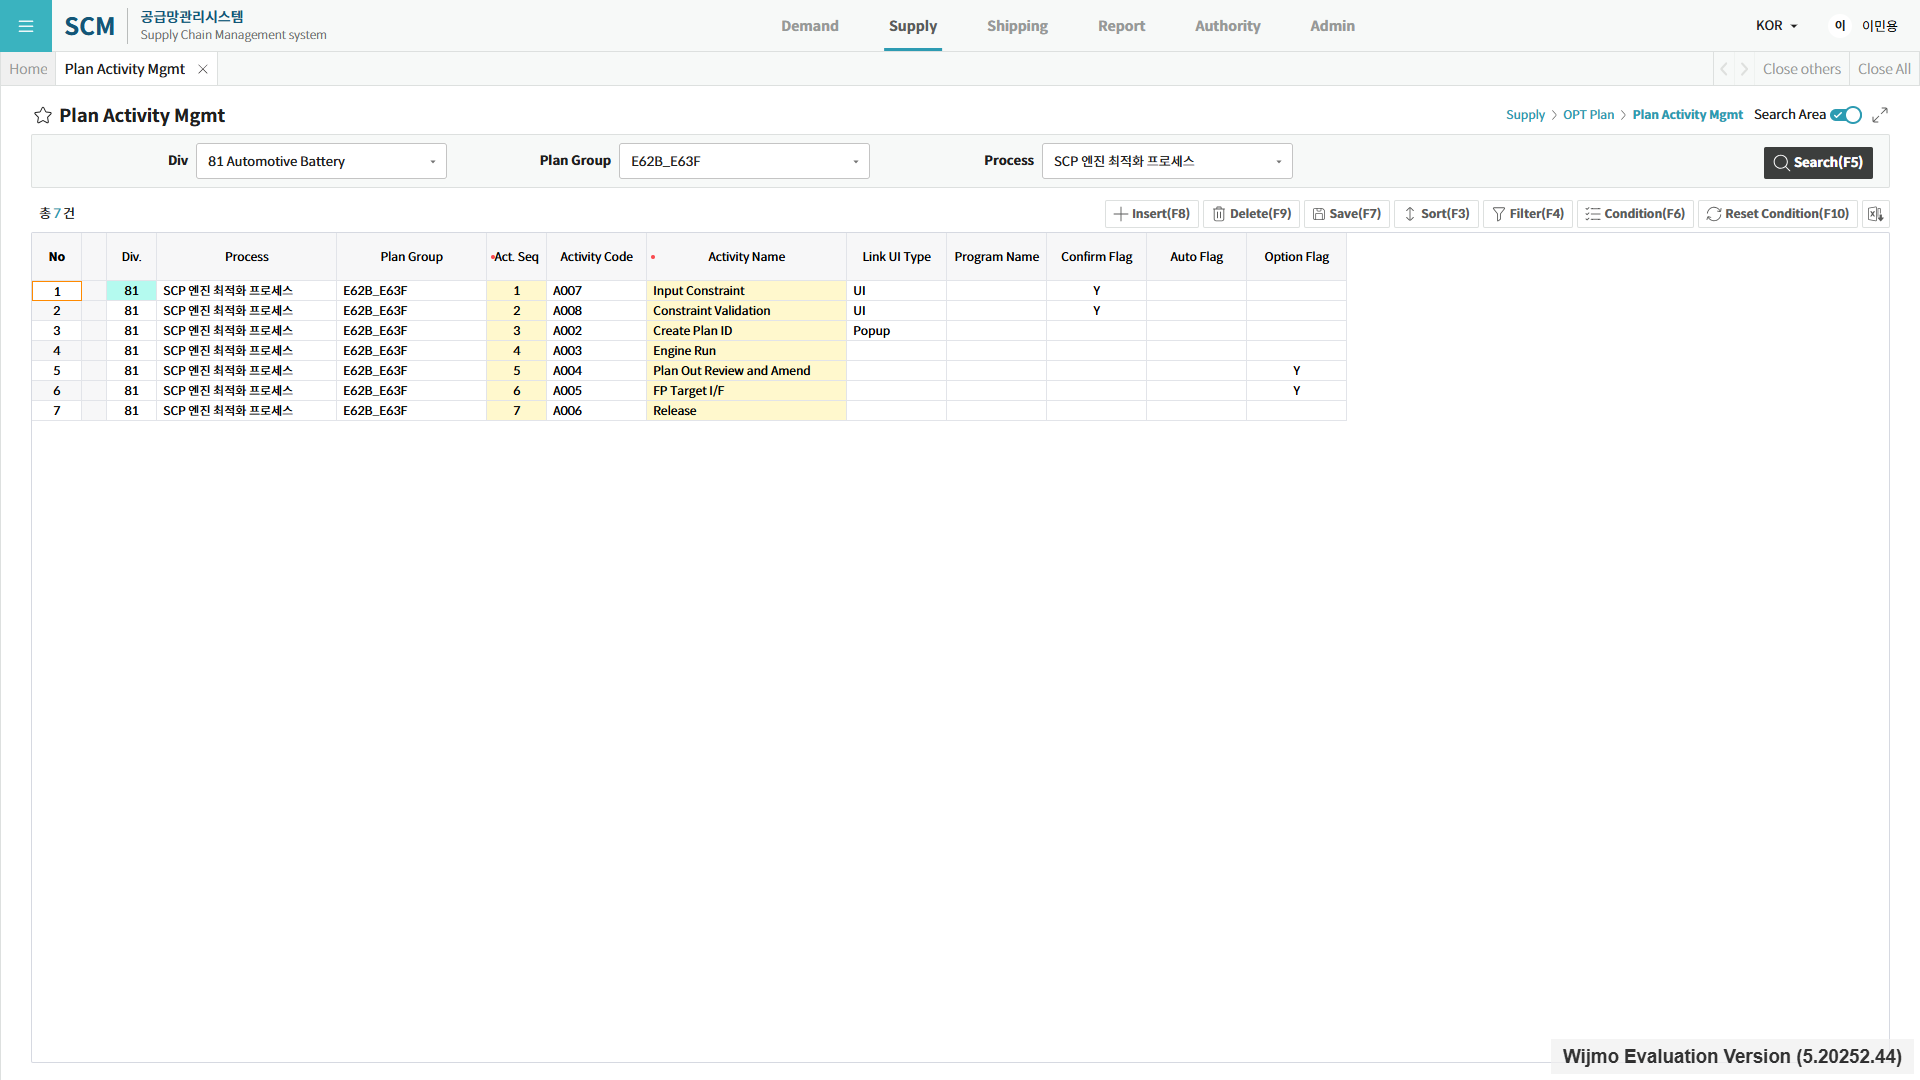 SCM 공급망관리시스템
Supply Chain Management system
Demand Supply Shipping Report Authority Admin
KOR 이 이민용
Home Plan Activity Mgmt Close others Close All
Plan Activity Mgmt
Supply > OPT Plan > Plan Activity Mgmt Search Area
Div 81 Automotive Battery Plan Group E62B_E63F Process SCP 엔진 최적화 프로세스 Search(F5)
총 7 건 Insert(F8) Delete(F9) Save(F7) Sort(F3) Filter(F4) Condition(F6) Reset Condition(F10)
No Div. Process Plan Group Act. Seq Activity Code Activity Name Link UI Type Program Name Confirm Flag Auto Flag Option Flag
1 81 SCP 엔진 최적화 프로세스 E62B_E63F 1 A007 Input Constraint UI Y
2 81 SCP 엔진 최적화 프로세스 E62B_E63F 2 A008 Constraint Validation UI Y
3 81 SCP 엔진 최적화 프로세스 E62B_E63F 3 A002 Create Plan ID Popup
4 81 SCP 엔진 최적화 프로세스 E62B_E63F 4 A003 Engine Run
5 81 SCP 엔진 최적화 프로세스 E62B_E63F 5 A004 Plan Out Review and Amend Y
6 81 SCP 엔진 최적화 프로세스 E62B_E63F 6 A005 FP Target I/F Y
7 81 SCP 엔진 최적화 프로세스 E62B_E63F 7 A006 Release
Wijmo Evaluation Version (5.20252.44)